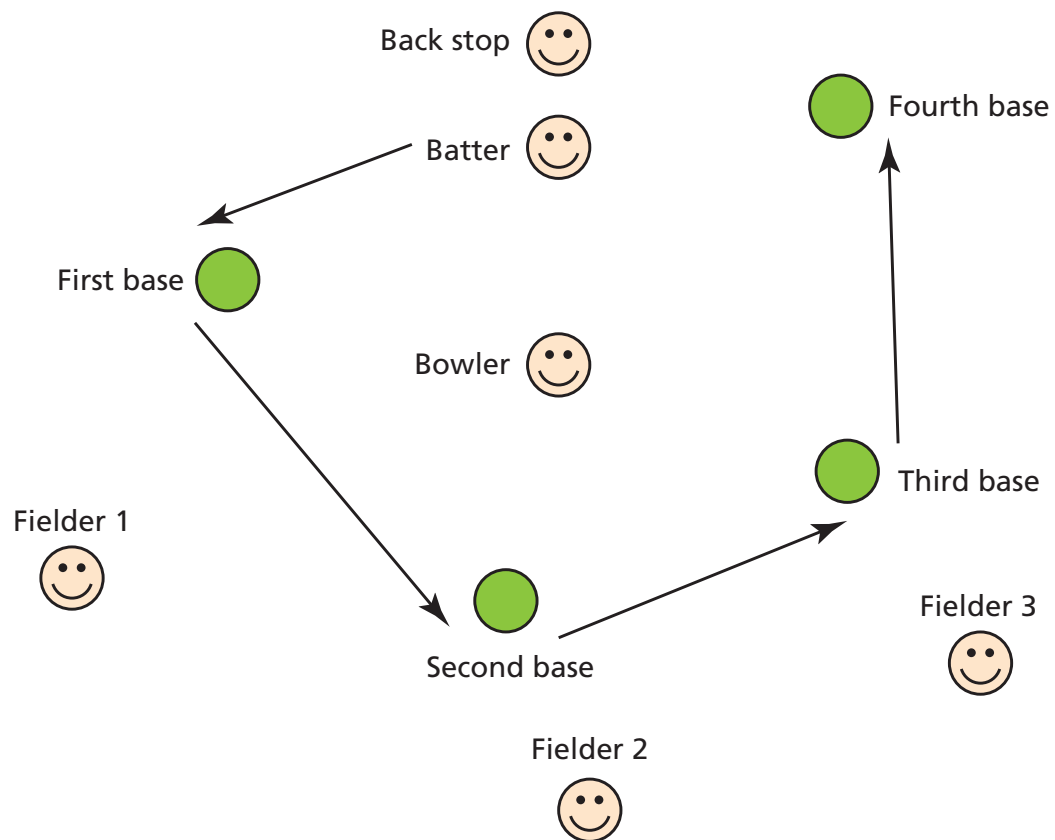 Back stop
Fourth base
Batter
First base
Bowler
Third base
Fielder 1
Fielder 3
Second base
Fielder 2